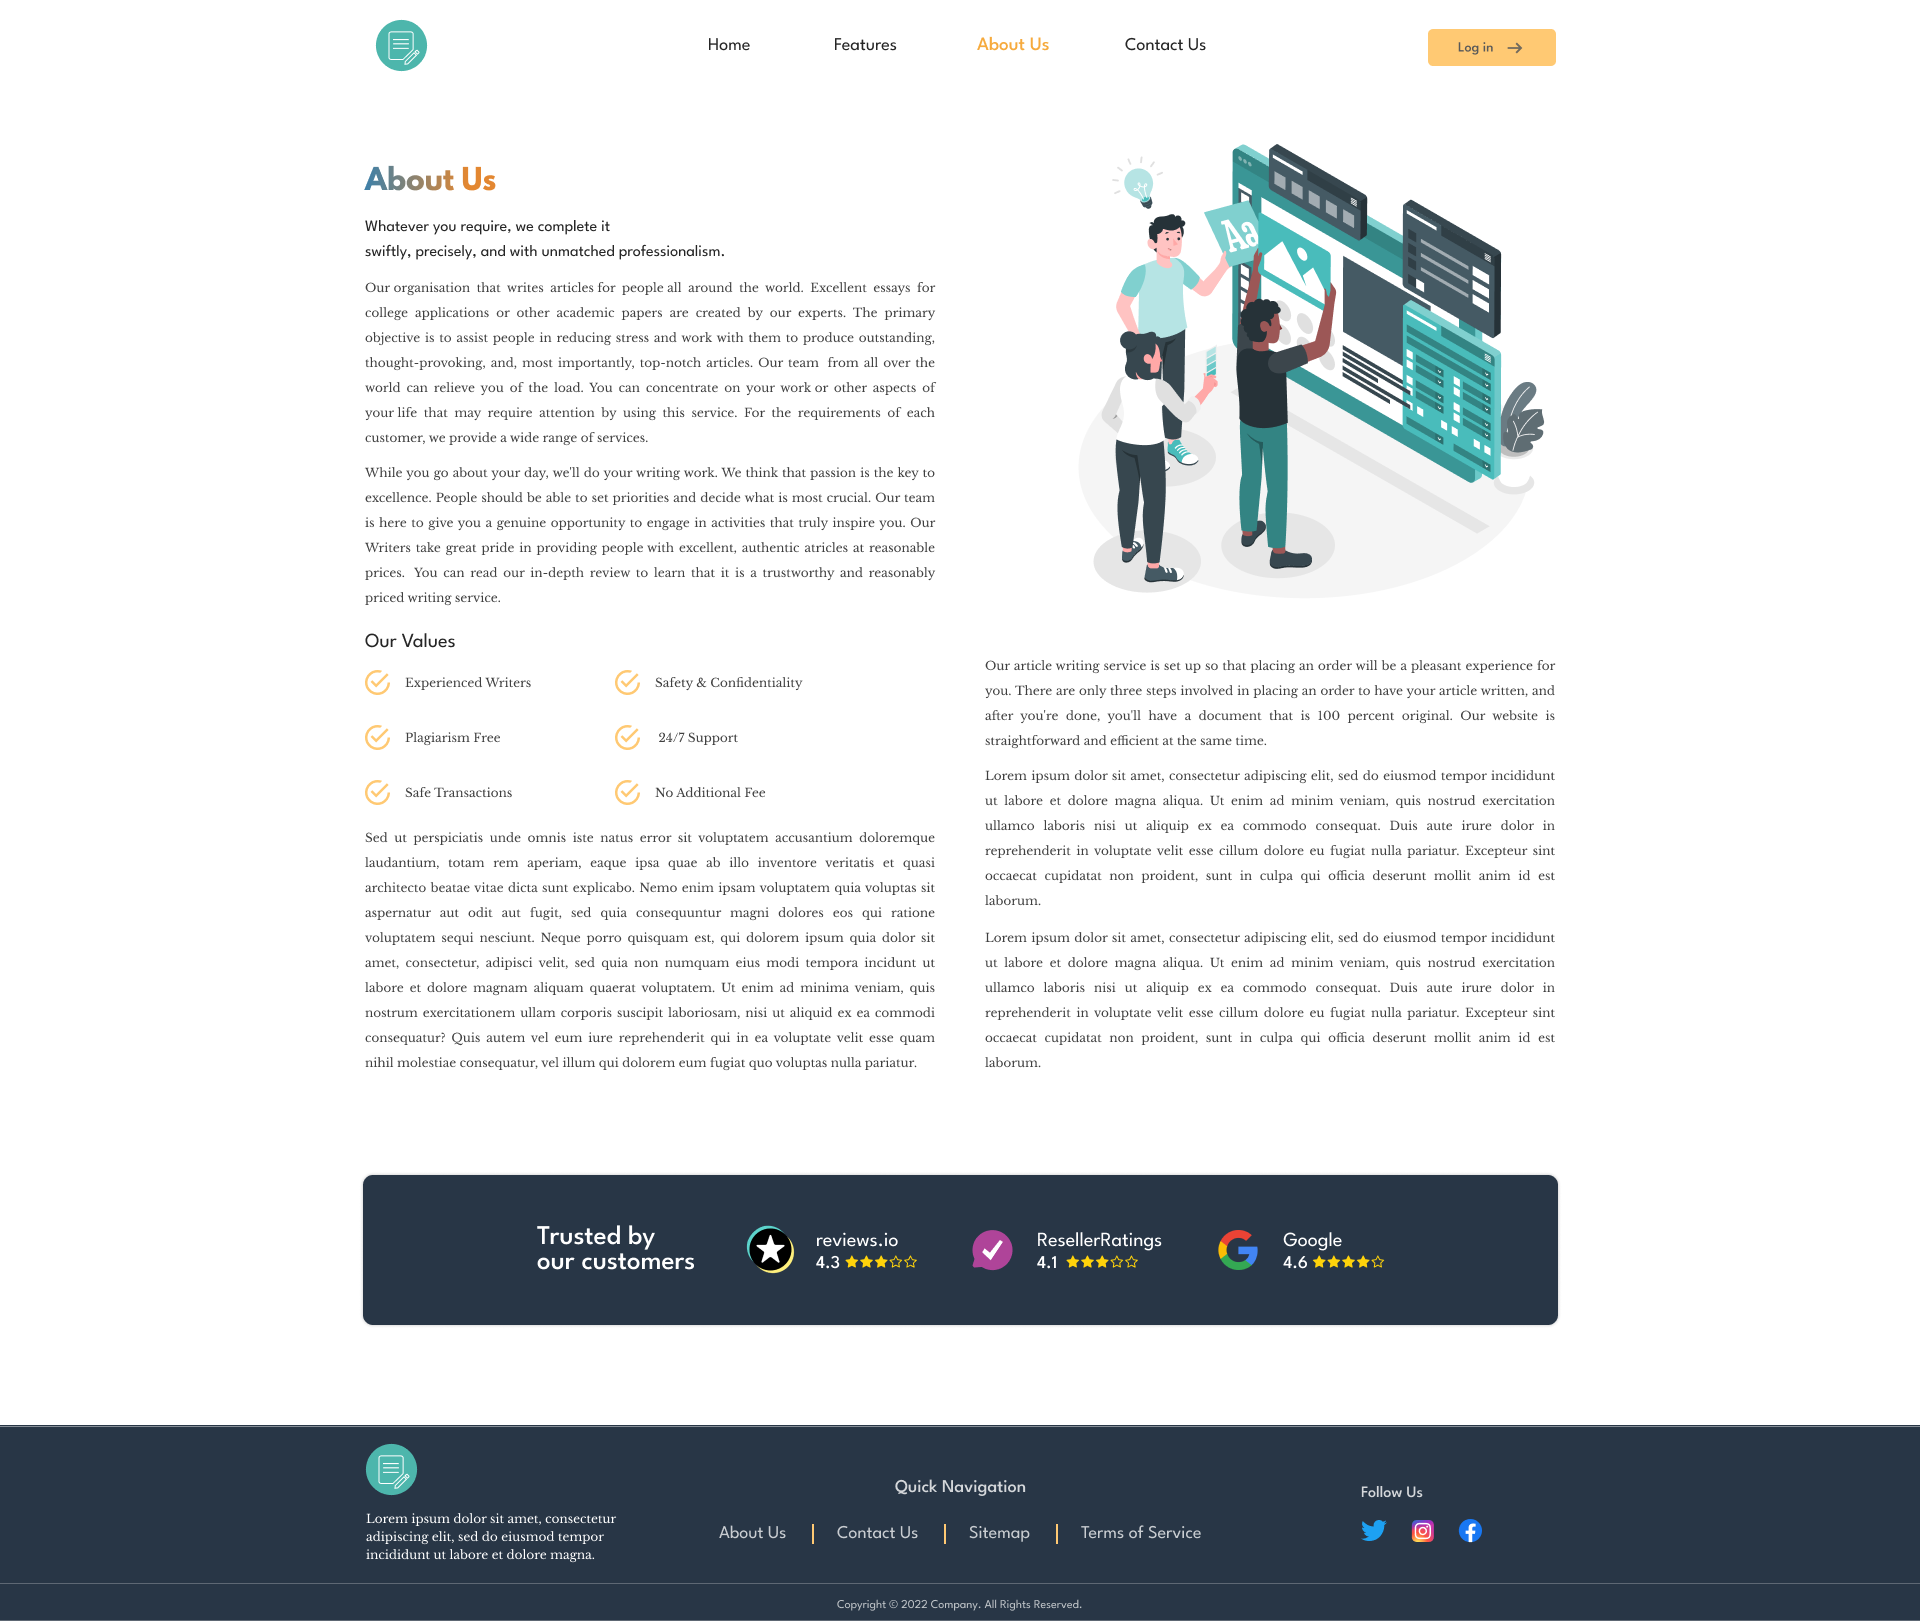 Home
Features
About Us
Contact Us
Log in
About Us
Whatever you require, we complete it
swiftly, precisely, and with unmatched professionalism.
Our organisation that writes articles for people all around the world. Excellent essays for
college applications or other academic papers are created by our experts. The primary
objective is to assist people in reducing stress and work with them to produce outstanding,
thought-provoking, and, most importantly, top-notch articles. Our team from all over the
world can relieve you of the load. You can concentrate on your work or other aspects of
your life that may require attention by using this service. For the requirements of each
customer, we provide a wide range of services.
While you go about your day, we'll do your writing work. We think that passion is the key to
excellence. People should be able to set priorities and decide what is most crucial. Our team
is here to give you a genuine opportunity to engage in activities that truly inspire you. Our
Writers take great pride in providing people with excellent, authentic atricles at reasonable
prices. You can read our in-depth review to learn that it is a trustworthy and reasonably
priced writing service.
Aa
Our Values
Experienced Writers
Safety & Confidentiality
Plagiarism Free
24/7 Support
Safe Transactions
No Additional Fee
Sed ut perspiciatis unde omnis iste natus error sit voluptatem accusantium doloremque
laudantium, totam rem aperiam, eaque ipsa quae ab illo inventore veritatis et quasi
architecto beatae vitae dicta sunt explicabo. Nemo enim ipsam voluptatem quia voluptas sit
aspernatur aut odit aut fugit, sed quia consequuntur magni dolores eos qui ratione
voluptatem sequi nesciunt. Neque porro quisquam est, qui dolorem ipsum quia dolor sit
amet, consectetur, adipisci velit, sed quia non numquam eius modi tempora incidunt ut
labore et dolore magnam aliquam quaerat voluptatem. Ut enim ad minima veniam, quis
nostrum exercitationem ullam corporis suscipit laboriosam, nisi ut aliquid ex ea commodi
consequatur? Quis autem vel eum iure reprehenderit qui in ea voluptate velit esse quam
nihil molestiae consequatur, vel illum qui dolorem eum fugiat quo voluptas nulla pariatur.
Our article writing service is set up so that placing an order will be a pleasant experience for
you. There are only three steps involved in placing an order to have your article written, and
after you're done, you'll have a document that is 100 percent original. Our website is
straightforward and efficient at the same time.
Lorem ipsum dolor sit amet, consectetur adipiscing elit, sed do eiusmod tempor incididunt
ut labore et dolore magna aliqua. Ut enim ad minim veniam, quis nostrud exercitation
ullamco laboris nisi ut aliquip ex ea commodo consequat. Duis aute irure dolor in
reprehenderit in voluptate velit esse cillum dolore eu fugiat nulla pariatur. Excepteur sint
occaecat cupidatat non proident, sunt in culpa qui officia deserunt mollit anim id est
laborum.
Lorem ipsum dolor sit amet, consectetur adipiscing elit, sed do eiusmod tempor incididunt
ut labore et dolore magna aliqua. Ut enim ad minim veniam, quis nostrud exercitation
ullamco laboris nisi ut aliquip ex ea commodo consequat. Duis aute irure dolor in
reprehenderit in voluptate velit esse cillum dolore eu fugiat nulla pariatur. Excepteur sint
occaecat cupidatat non proident, sunt in culpa qui officia deserunt mollit anim id est
laborum.
Trusted by
our customers
reviews.io
4.3
ResellerRatings
4.1
Google
4.6
Lorem ipsum dolor sit amet, consectetur
adipiscing elit, sed do eiusmod tempor
incididunt ut labore et dolore magna.
Quick Navigation
About Us
Contact Us
Sitemap
Terms of Service
Follow Us
Copyright © 2022 Company. All Rights Reserved.